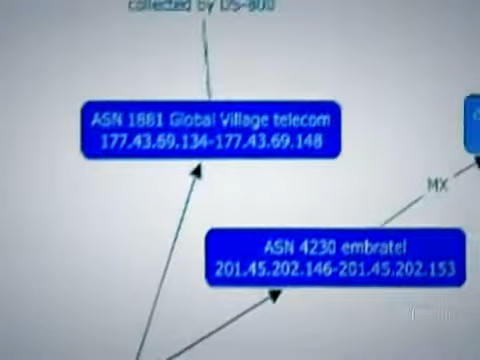 collected by DS-800
ASN 1881 Global Village telecom
177.43.69.134-177.43.69.148
MX
ASN 4230 embratel
201.45.202.146-201.45.202.153